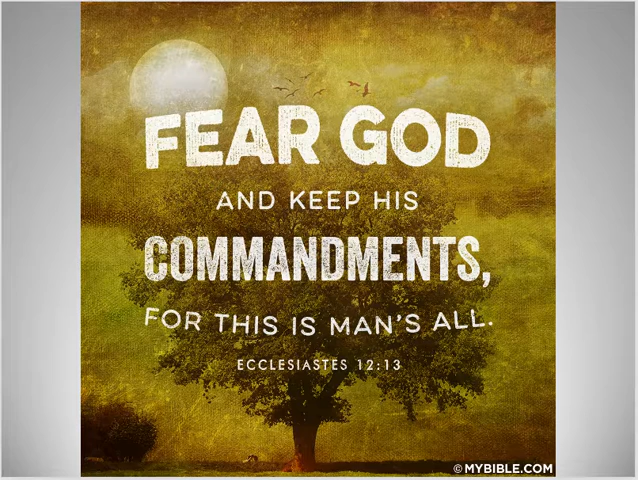 FEAR GOD
AND KEEP HIS
COMMANDMENTS,
FOR THIS IS MAN'S ALL.
ECCLESIASTES 12:13
© MYBIBLE.COM